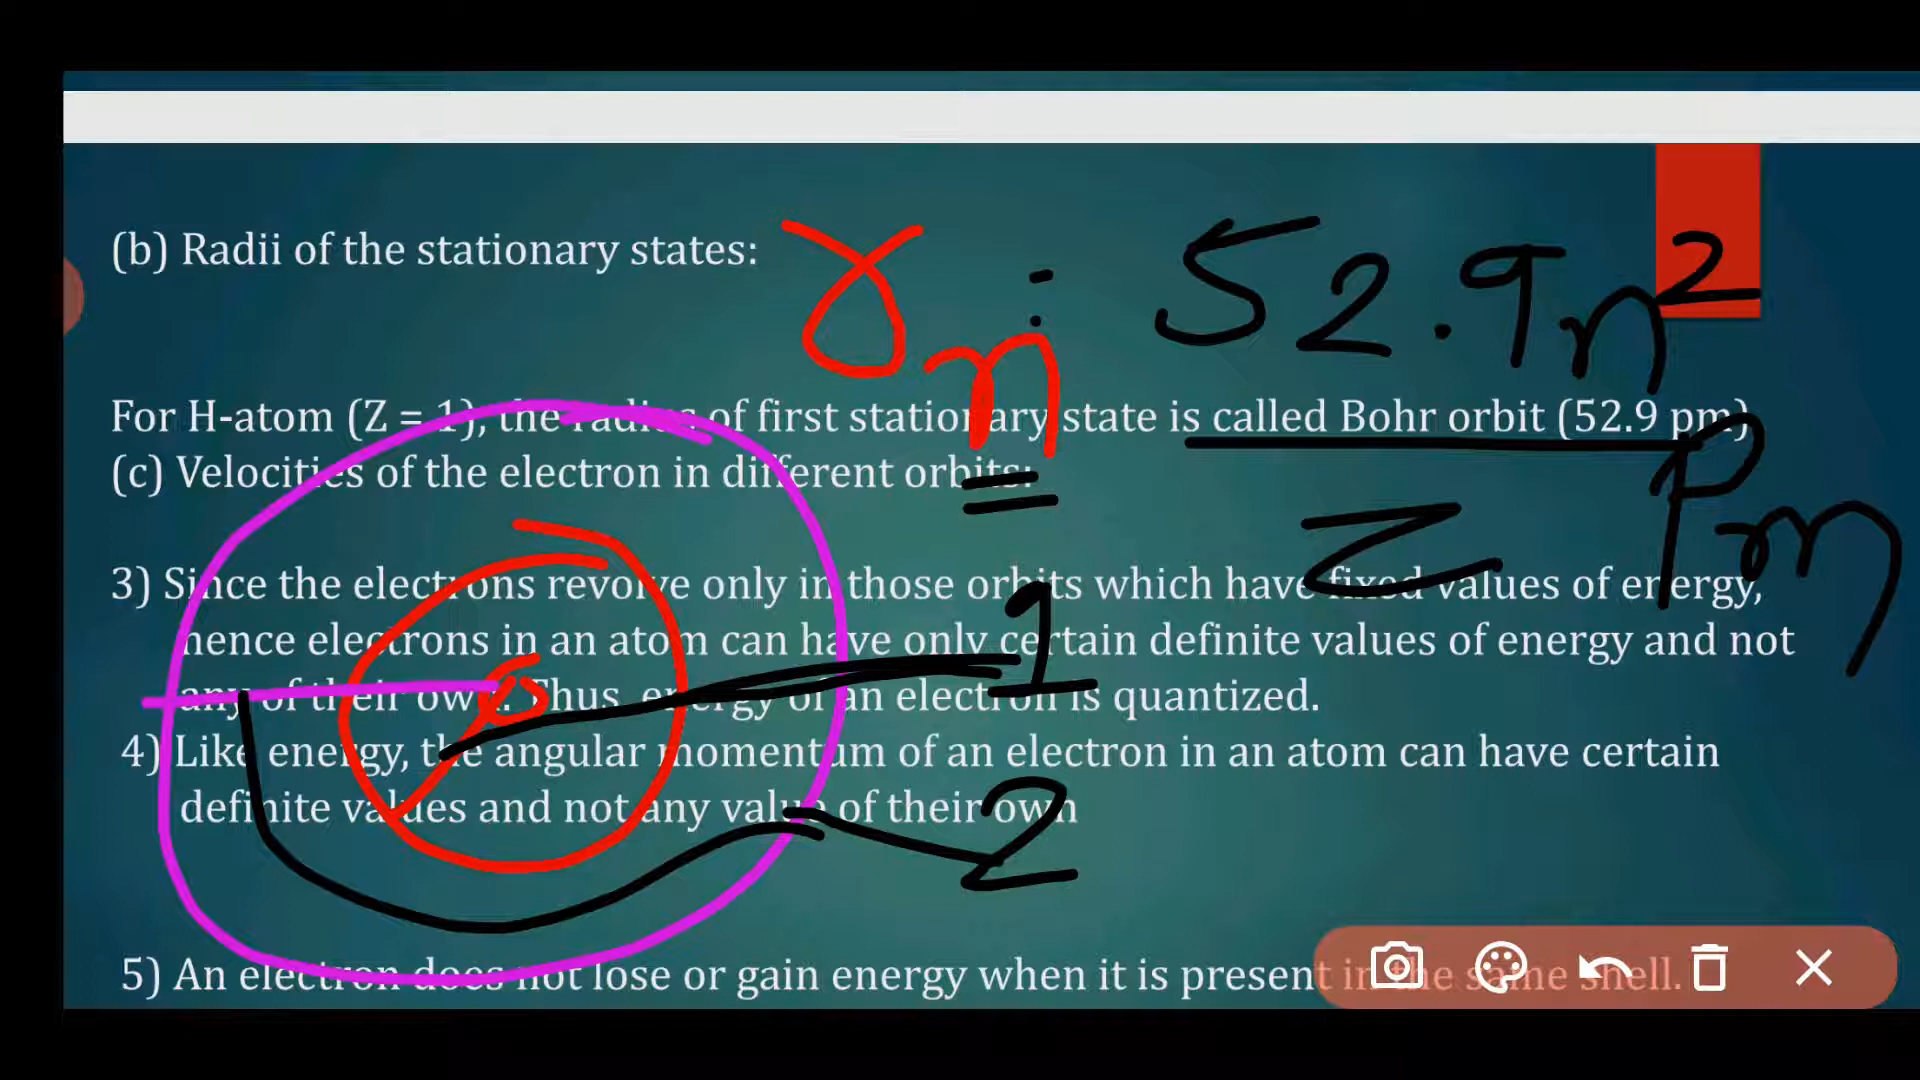 (b) Radii of the stationary states: rn = 52.9n²
For H-atom (Z = 1), the radius of first stationary state is called Bohr orbit (52.9 pm)
Z Pm
(c) Velocities of the electron in different orbits:
3) Since the electrons revolve only in those orbits which have fixed values of energy,
1
hence electrons in an atom can have only certain definite values of energy and not
any of their own. Thus, energy of an electron is quantized.
4) Like energy, the angular momentum of an electron in an atom can have certain
definite values and not any value of their own
2
5) An electron does not lose or gain energy when it is present in the same shell.